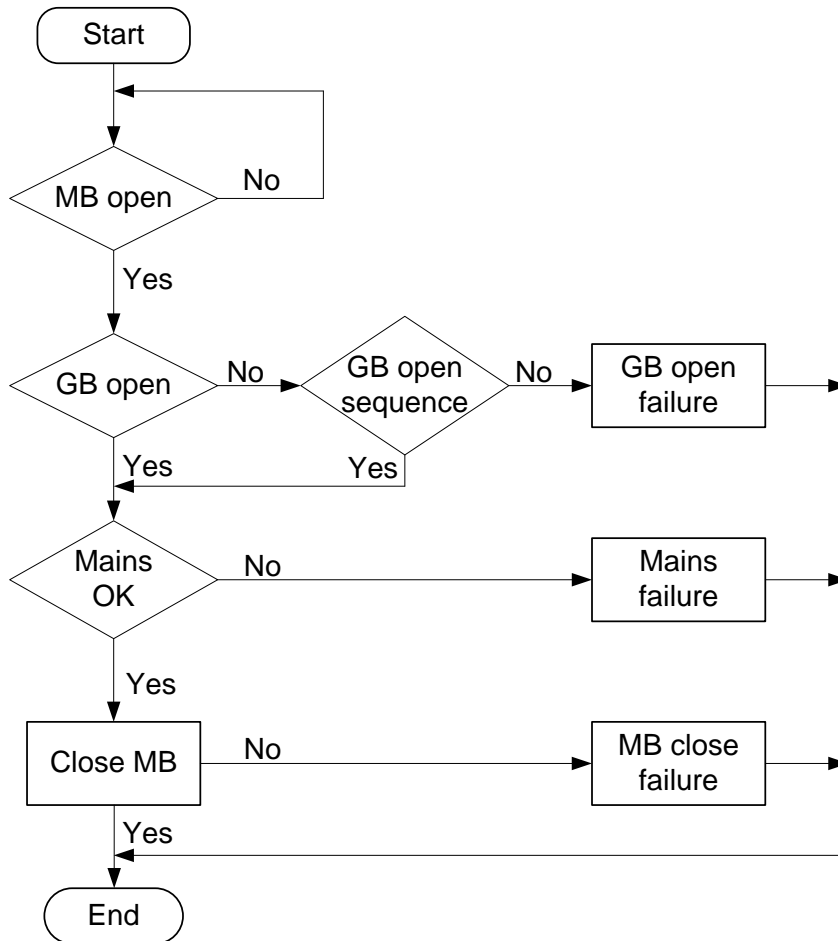 Start
MB open
No
Yes
GB open
No
GB open
sequence
No
GB open
failure
Yes
Yes
Mains
OK
No
Mains
failure
Yes
Close MB
No
MB close
failure
Yes
End